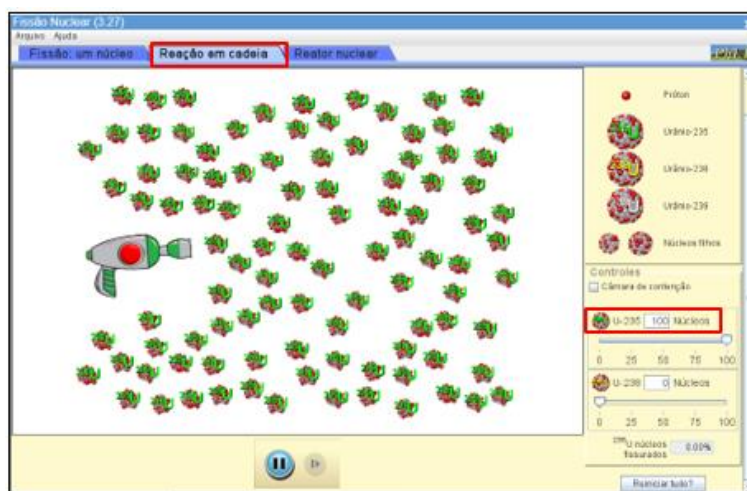 Fissão Nuclear (3.27)
Arquivo Ajuda
Fissão: um núcleo Reação em cadeia Reator nuclear
Próton
Urânio-235
Urânio-238
Urânio-239
Núcleos filhos
Controles
Câmara de contenção
U-235 100 Núcleos
0 25 50 75 100
U-238 0 Núcleos
0 25 50 75 100
235U núcleos fissurados 0.00%
Reiniciar tudo?